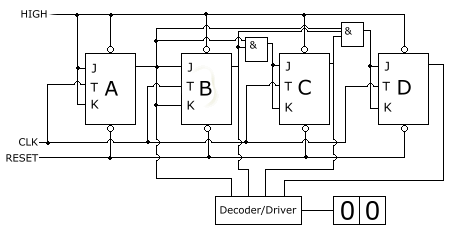 HIGH
&
&
J
T
K
A
J
T
K
B
J
T
K
C
J
T
K
D
CLK
RESET
Decoder/Driver
0 0